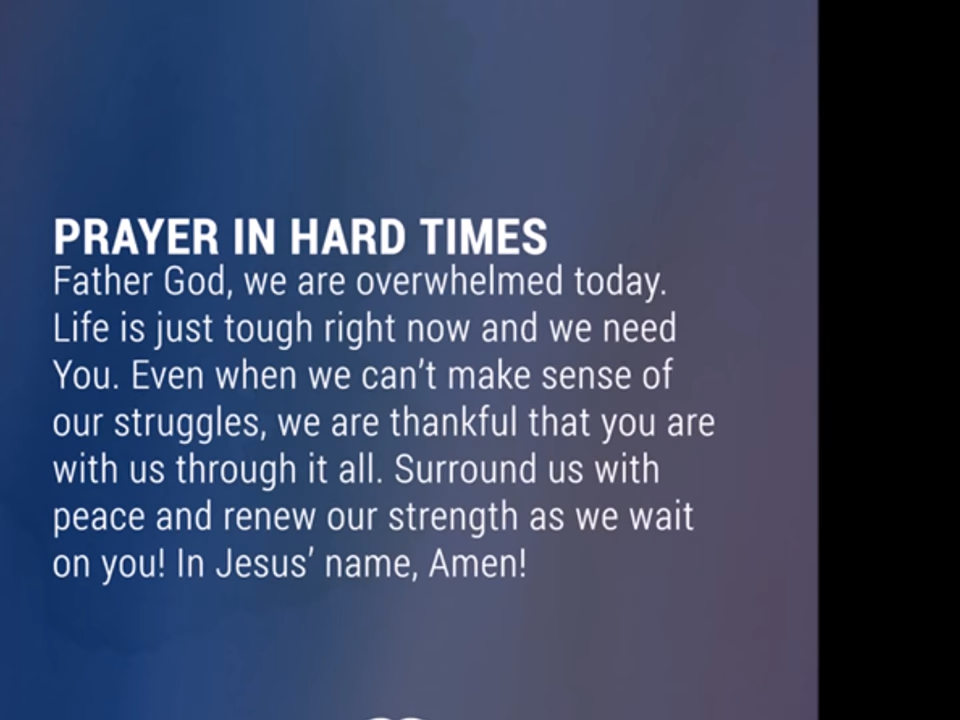 PRAYER IN HARD TIMES
Father God, we are overwhelmed today.
Life is just tough right now and we need
You. Even when we can’t make sense of
our struggles, we are thankful that you are
with us through it all. Surround us with
peace and renew our strength as we wait
on you! In Jesus’ name, Amen!